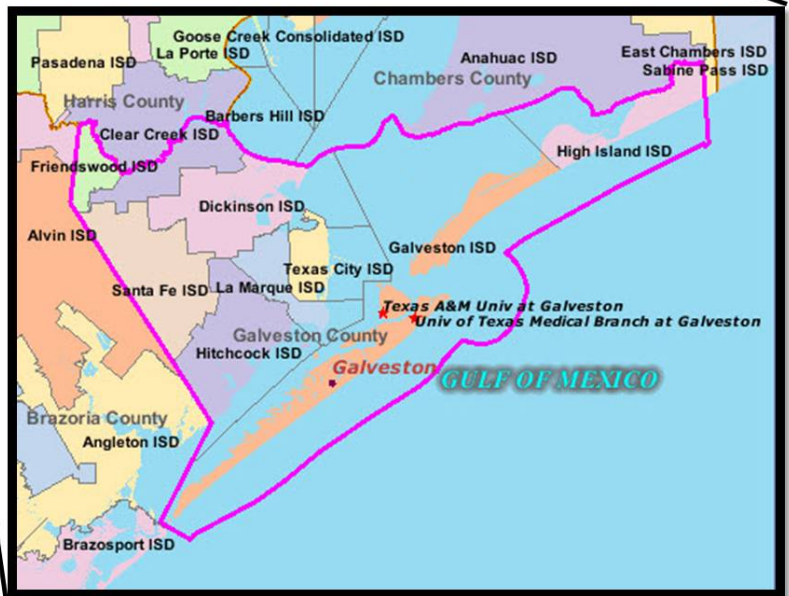 Goose Creek Consolidated ISD
La Porte ISD
Pasadena ISD
Anahuac ISD
East Chambers ISD
Sabine Pass ISD
Chambers County
Harris County
Barbers Hill ISD
Clear Creek ISD
Friendswood ISD
High Island ISD
Dickinson ISD
Alvin ISD
Galveston ISD
Texas City ISD
Santa Fe ISD
La Marque ISD
Texas A&M Univ at Galveston
Univ of Texas Medical Branch at Galveston
Galveston County
Hitchcock ISD
Galveston
GULF OF MEXICO
Brazoria County
Angleton ISD
Brazosport ISD